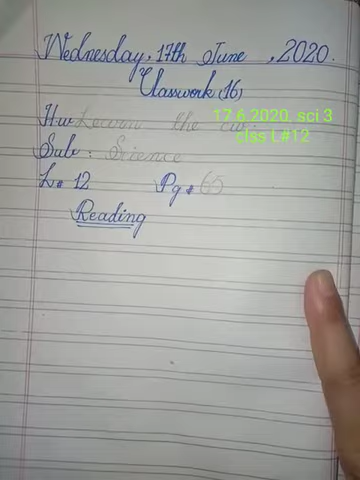 Wednesday, 17th June, 2020.
Classwork (16)
H.w Learn the c.w.
17.6.2020. sci 3
clss L#12
Sub: Science
L# 12 Pg # 65
Reading